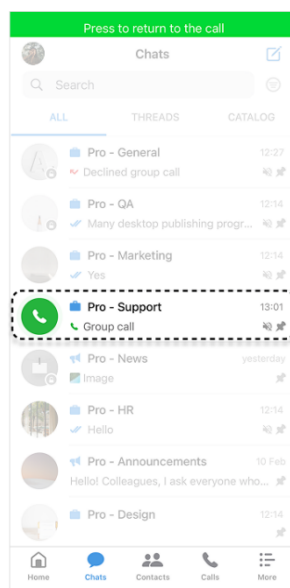 Press to return to the call
Chats
Search
ALL THREADS CATALOG
Pro - General 12:27
Declined group call
Pro - QA 12:14
Many desktop publishing progr...
Pro - Marketing 12:14
Yes
Pro - Support 13:01
Group call
Pro - News yesterday
Image
Pro - HR 12:14
Hello
Pro - Announcements 10 Feb
Hello! Colleagues, I ask everyone who...
Pro - Design 12:14
Home Chats Contacts Calls More